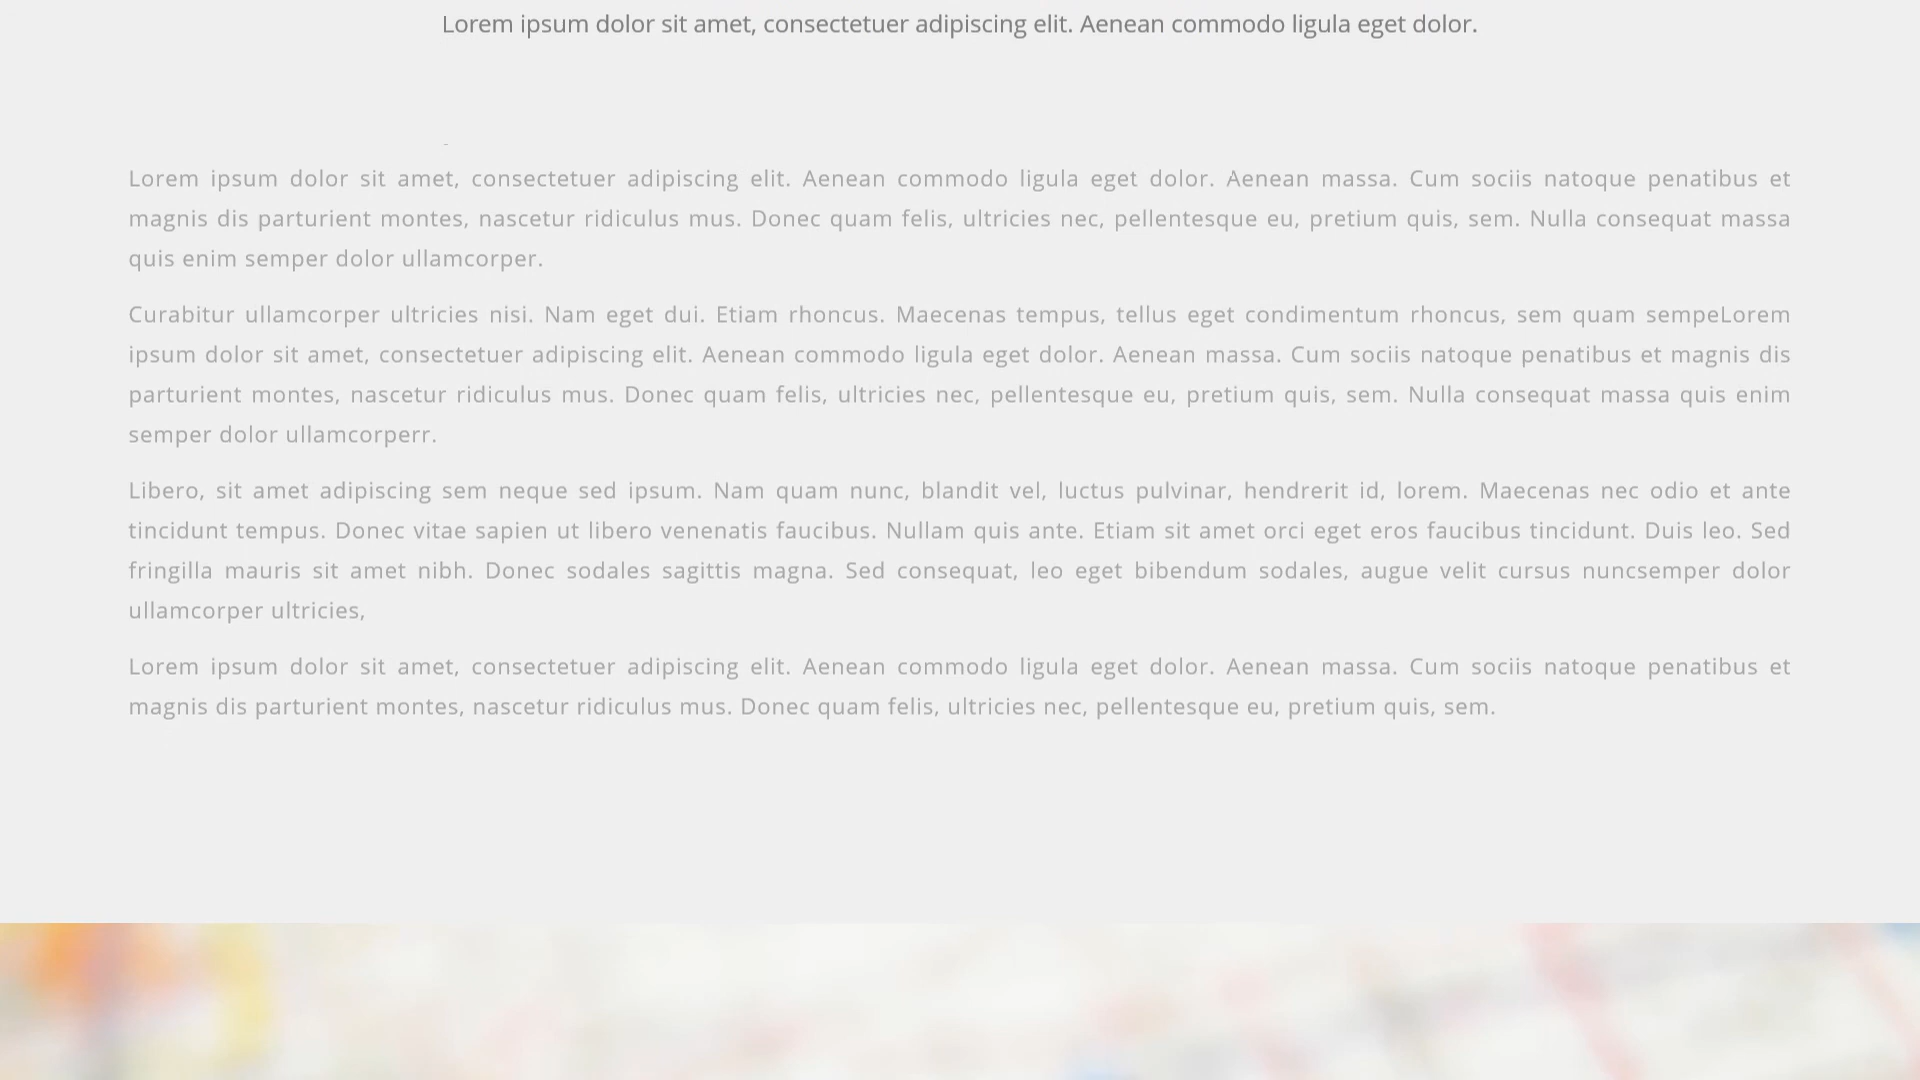 Lorem ipsum dolor sit amet, consectetuer adipiscing elit. Aenean commodo ligula eget dolor.
Lorem ipsum dolor sit amet, consectetuer adipiscing elit. Aenean commodo ligula eget dolor. Aenean massa. Cum sociis natoque penatibus et
magnis dis parturient montes, nascetur ridiculus mus. Donec quam felis, ultricies nec, pellentesque eu, pretium quis, sem. Nulla consequat massa
quis enim semper dolor ullamcorper.
Curabitur ullamcorper ultricies nisi. Nam eget dui. Etiam rhoncus. Maecenas tempus, tellus eget condimentum rhoncus, sem quam sempeLorem
ipsum dolor sit amet, consectetuer adipiscing elit. Aenean commodo ligula eget dolor. Aenean massa. Cum sociis natoque penatibus et magnis dis
parturient montes, nascetur ridiculus mus. Donec quam felis, ultricies nec, pellentesque eu, pretium quis, sem. Nulla consequat massa quis enim
semper dolor ullamcorperr.
Libero, sit amet adipiscing sem neque sed ipsum. Nam quam nunc, blandit vel, luctus pulvinar, hendrerit id, lorem. Maecenas nec odio et ante
tincidunt tempus. Donec vitae sapien ut libero venenatis faucibus. Nullam quis ante. Etiam sit amet orci eget eros faucibus tincidunt. Duis leo. Sed
fringilla mauris sit amet nibh. Donec sodales sagittis magna. Sed consequat, leo eget bibendum sodales, augue velit cursus nuncsemper dolor
ullamcorper ultricies,
Lorem ipsum dolor sit amet, consectetuer adipiscing elit. Aenean commodo ligula eget dolor. Aenean massa. Cum sociis natoque penatibus et
magnis dis parturient montes, nascetur ridiculus mus. Donec quam felis, ultricies nec, pellentesque eu, pretium quis, sem.